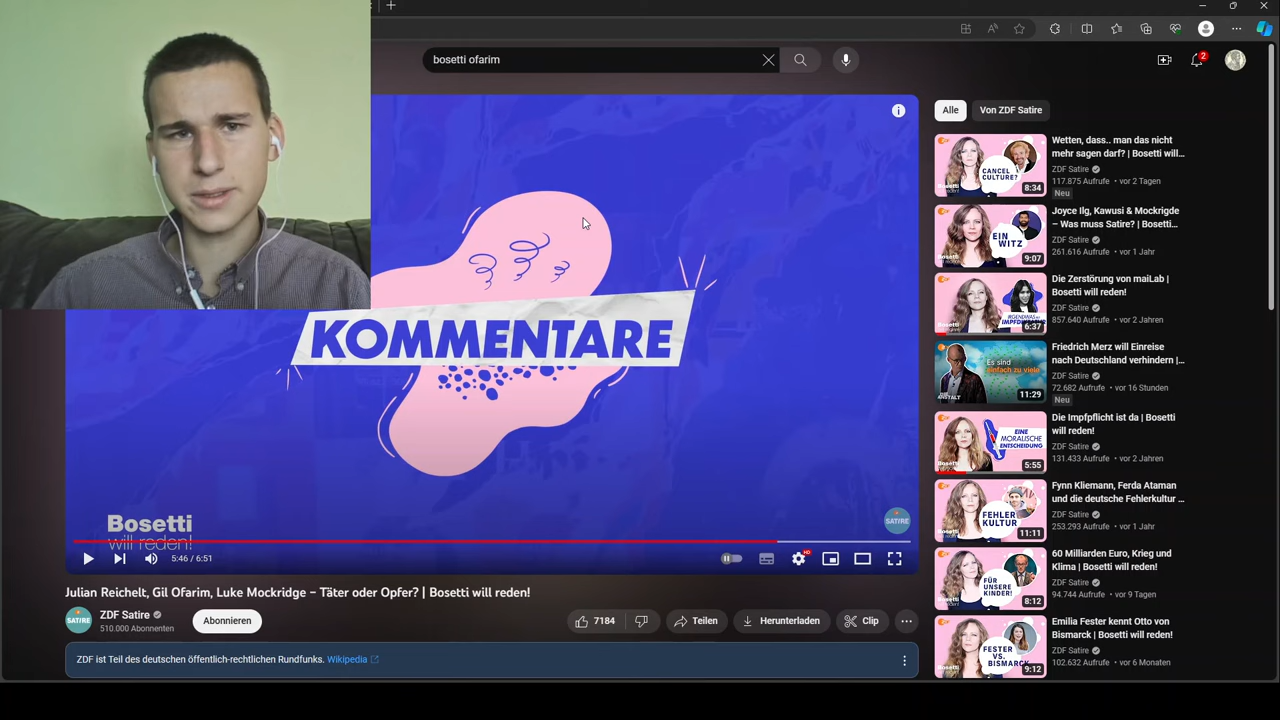 bosetti ofarim
2
KOMMENTARE
Bosetti
will reden!
SATIRE
5:46 / 6:51
HD
Julian Reichelt, Gil Ofarim, Luke Mockridge – Täter oder Opfer? | Bosetti will reden!
SATIRE
ZDF Satire
510.000 Abonnenten
Abonnieren
7184
Teilen
Herunterladen
Clip
ZDF ist Teil des deutschen öffentlich-rechtlichen Rundfunks. Wikipedia
Alle
Von ZDF Satire
CANCEL
CULTURE?
8:34
Wetten, dass.. man das nicht
mehr sagen darf? | Bosetti will...
ZDF Satire
117.875 Aufrufe • vor 2 Tagen
Neu
Bosetti
EIN
WITZ
9:07
Joyce Ilg, Kawusi & Mockrigde
– Was muss Satire? | Bosetti...
ZDF Satire
261.616 Aufrufe • vor 1 Jahr
6:37
Die Zerstörung von maiLab |
Bosetti will reden!
ZDF Satire
857.640 Aufrufe • vor 2 Jahren
Es sind
einfach zu viele
ANSTALT
11:29
Friedrich Merz will Einreise
nach Deutschland verhindern |...
ZDF Satire
72.682 Aufrufe • vor 16 Stunden
Neu
EINE
MORALISCHE
ENTSCHEIDUNG
5:55
Die Impfpflicht ist da | Bosetti
will reden!
ZDF Satire
131.433 Aufrufe • vor 2 Jahren
FEHLER
KULTUR
11:11
Fynn Kliemann, Ferda Ataman
und die deutsche Fehlerkultur ...
ZDF Satire
253.293 Aufrufe • vor 1 Jahr
FÜR
UNSERE
KINDER!
8:12
60 Milliarden Euro, Krieg und
Klima | Bosetti will reden!
ZDF Satire
94.744 Aufrufe • vor 9 Tagen
FESTER
VS.
BISMARCK
9:12
Emilia Fester kennt Otto von
Bismarck | Bosetti will reden!
ZDF Satire
102.632 Aufrufe • vor 6 Monaten